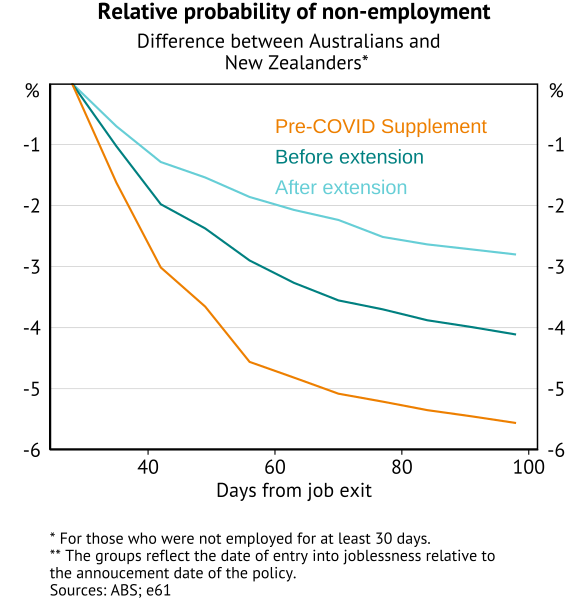 Relative probability of non-employment
Difference between Australians and
New Zealanders*
% %
Pre-COVID Supplement
-1 -1
Before extension
After extension
-2 -2
-3 -3
-4 -4
-5 -5
-6 -6
40 60 80 100
Days from job exit
* For those who were not employed for at least 30 days.
** The groups reflect the date of entry into joblessness relative to
the annoucement date of the policy.
Sources: ABS; e61